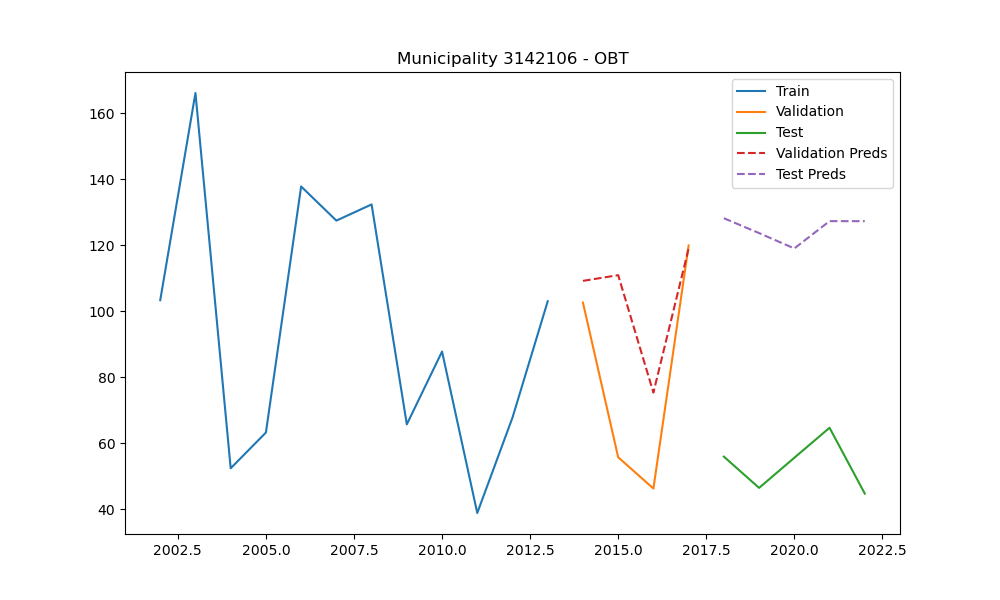 Municipality 3142106 - OBT
Train
Validation
Test
Validation Preds
Test Preds
160
140
120
100
80
60
40
2002.5 2005.0 2007.5 2010.0 2012.5 2015.0 2017.5 2020.0 2022.5